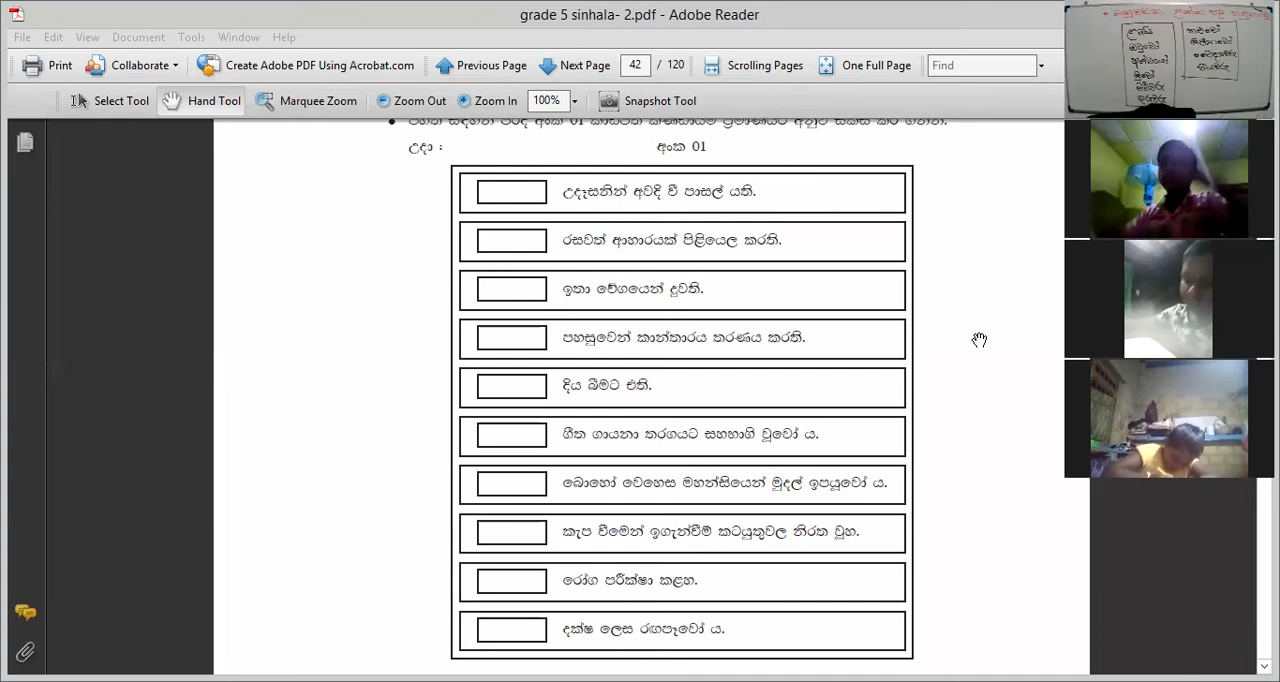 grade 5 sinhala- 2.pdf - Adobe Reader
File Edit View Document Tools Window Help
Print Collaborate Create Adobe PDF Using Acrobat.com Previous Page Next Page 42 / 120 Scrolling Pages One Full Page Find
Select Tool Hand Tool Marquee Zoom Zoom Out Zoom In 100% Snapshot Tool
උදා : අංක 01
උදෑසනින් අවදි වී පාසල් යති.
රසවත් ආහාරයක් පිළියෙල කරති.
ඉතා වේගයෙන් දුවති.
පහසුවෙන් කාන්තාරය තරණය කරති.
දිය බීමට එති.
ගීත ගායනා තරගයට සහභාගි වූවෝ ය.
බොහෝ වෙහෙස මහන්සියෙන් මුදල් ඉපයූවෝ ය.
කැප වීමෙන් ඉගැන්වීම් කටයුතුවල නිරත වූහ.
රෝග පරීක්ෂා කළහ.
දක්ෂ ලෙස රඟපෑවෝ ය.